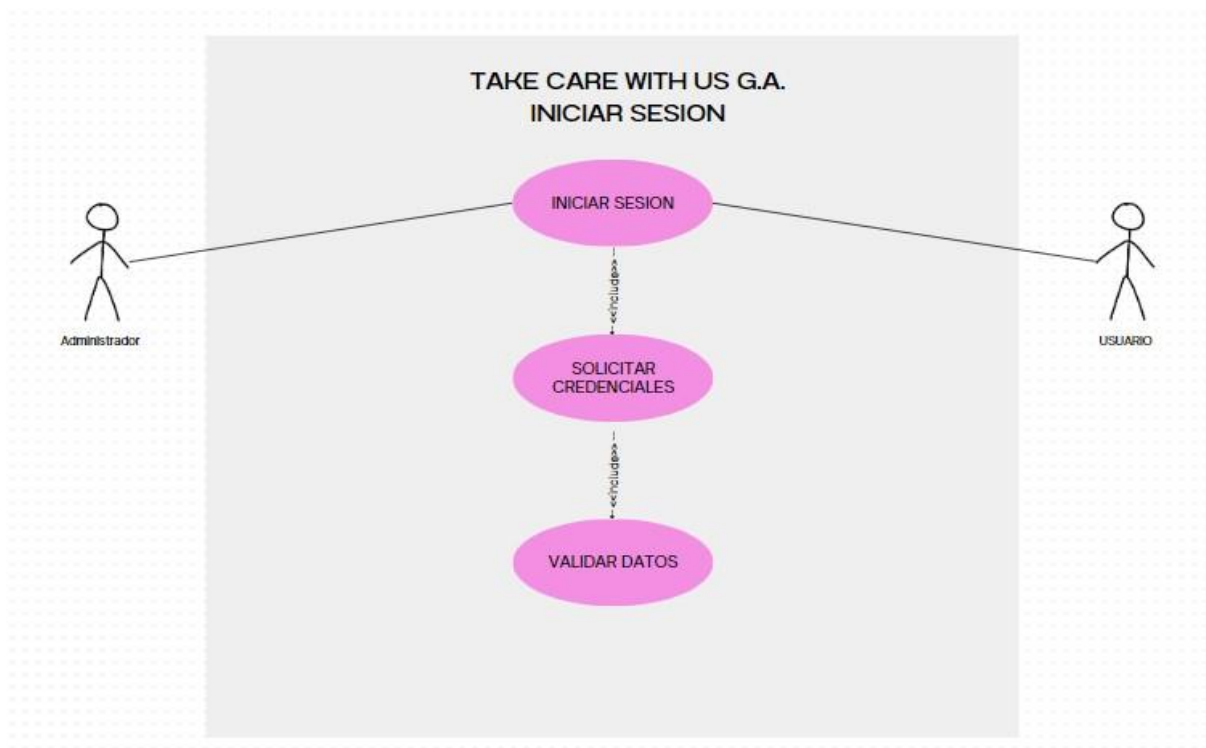 TAKE CARE WITH US G.A.
INICIAR SESION
INICIAR SESION
<<include>>
Administrador
USUARIO
SOLICITAR
CREDENCIALES
<<include>>
VALIDAR DATOS